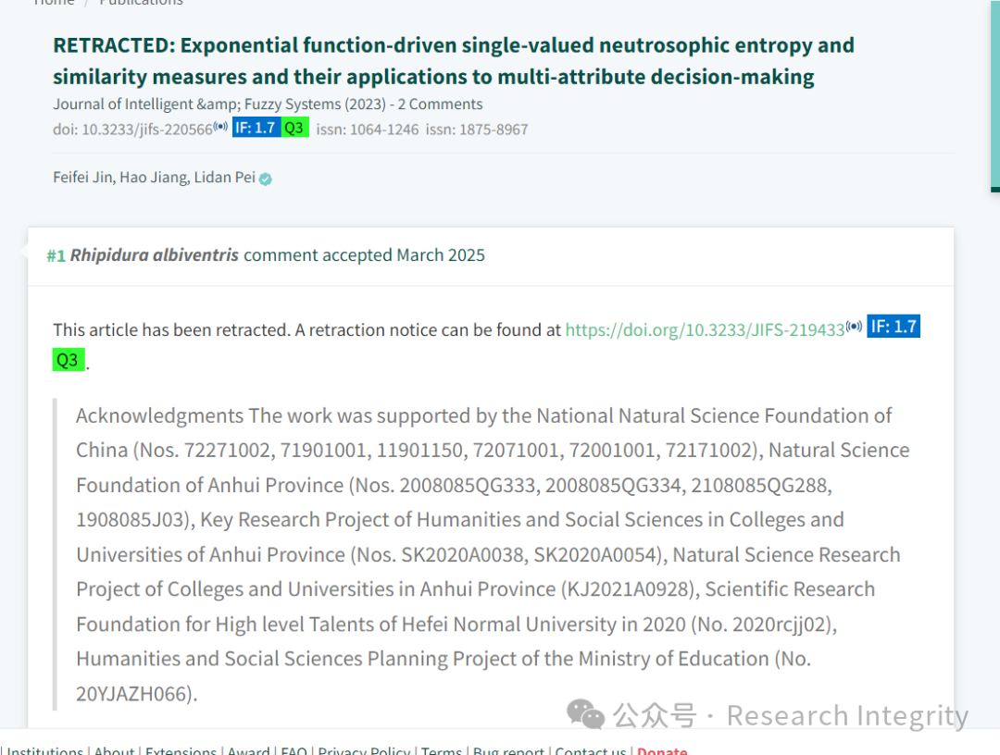 Home / Publications
RETRACTED: Exponential function-driven single-valued neutrosophic entropy and
similarity measures and their applications to multi-attribute decision-making
Journal of Intelligent &amp; Fuzzy Systems (2023) - 2 Comments
doi: 10.3233/jifs-220566 IF: 1.7 Q3 issn: 1064-1246 issn: 1875-8967
Feifei Jin, Hao Jiang, Lidan Pei
#1 Rhipidura albiventris comment accepted March 2025
This article has been retracted. A retraction notice can be found at https://doi.org/10.3233/JIFS-219433 IF: 1.7
Q3 .
Acknowledgments The work was supported by the National Natural Science Foundation of
China (Nos. 72271002, 71901001, 11901150, 72071001, 72001001, 72171002), Natural Science
Foundation of Anhui Province (Nos. 2008085QG333, 2008085QG334, 2108085QG288,
1908085J03), Key Research Project of Humanities and Social Sciences in Colleges and
Universities of Anhui Province (Nos. SK2020A0038, SK2020A0054), Natural Science Research
Project of Colleges and Universities in Anhui Province (KJ2021A0928), Scientific Research
Foundation for High level Talents of Hefei Normal University in 2020 (No. 2020rcjj02),
Humanities and Social Sciences Planning Project of the Ministry of Education (No.
20YJAZH066).
公众号 · Research Integrity
| Institutions | About | Extensions | Award | FAQ | Privacy Policy | Terms | Bug report | Contact us | Donate